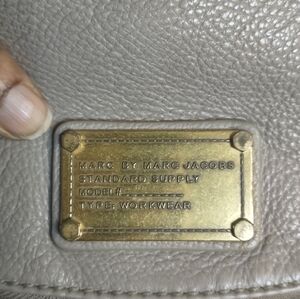 MARC BY MARC JACOBS
STANDARD SUPPLY
MODEL#
TYPE: WORKWEAR